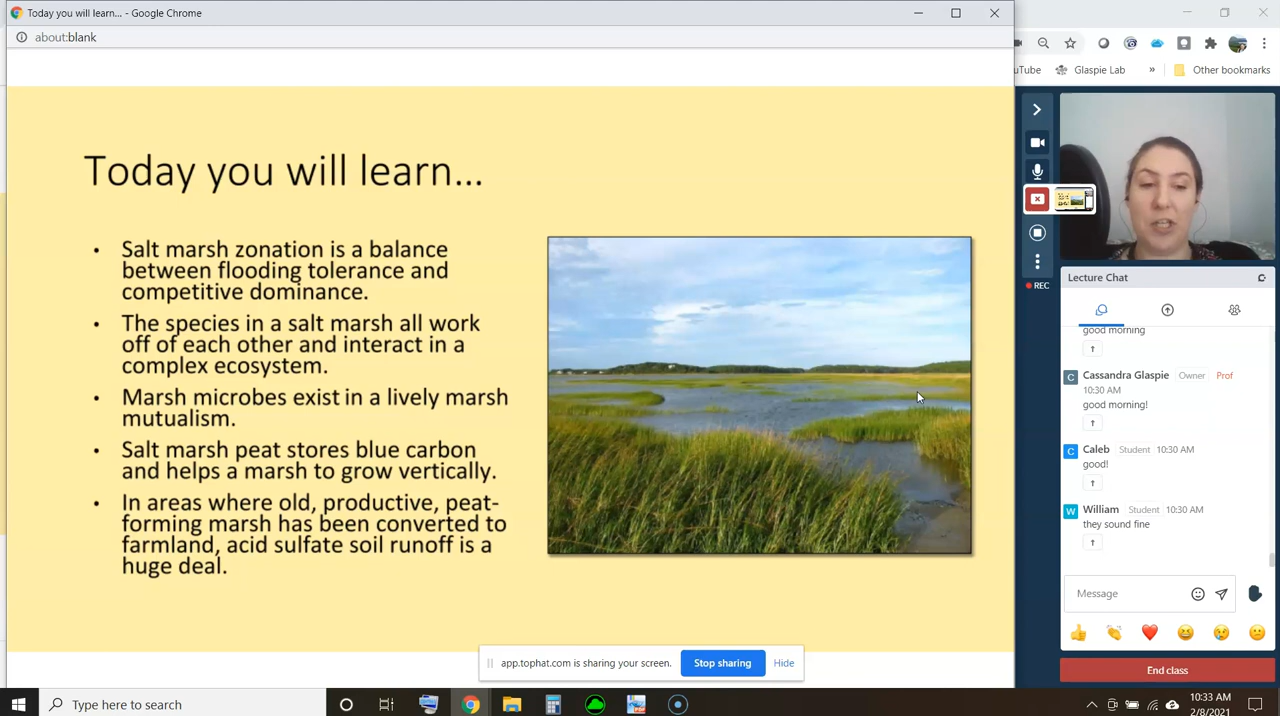 Today you will learn... - Google Chrome
about:blank
uTube
Glaspie Lab
»
Other bookmarks
Today you will learn...
• Salt marsh zonation is a balance
between flooding tolerance and
competitive dominance.
• The species in a salt marsh all work
off of each other and interact in a
complex ecosystem.
• Marsh microbes exist in a lively marsh
mutualism.
• Salt marsh peat stores blue carbon
and helps a marsh to grow vertically.
• In areas where old, productive, peat-
forming marsh has been converted to
farmland, acid sulfate soil runoff is a
huge deal.
REC
Lecture Chat
good morning
C Cassandra Glaspie Owner Prof
10:30 AM
good morning!
C Caleb Student 10:30 AM
good!
W William Student 10:30 AM
they sound fine
Message
End class
app.tophat.com is sharing your screen. Stop sharing Hide
Type here to search
10:33 AM
2/8/2021